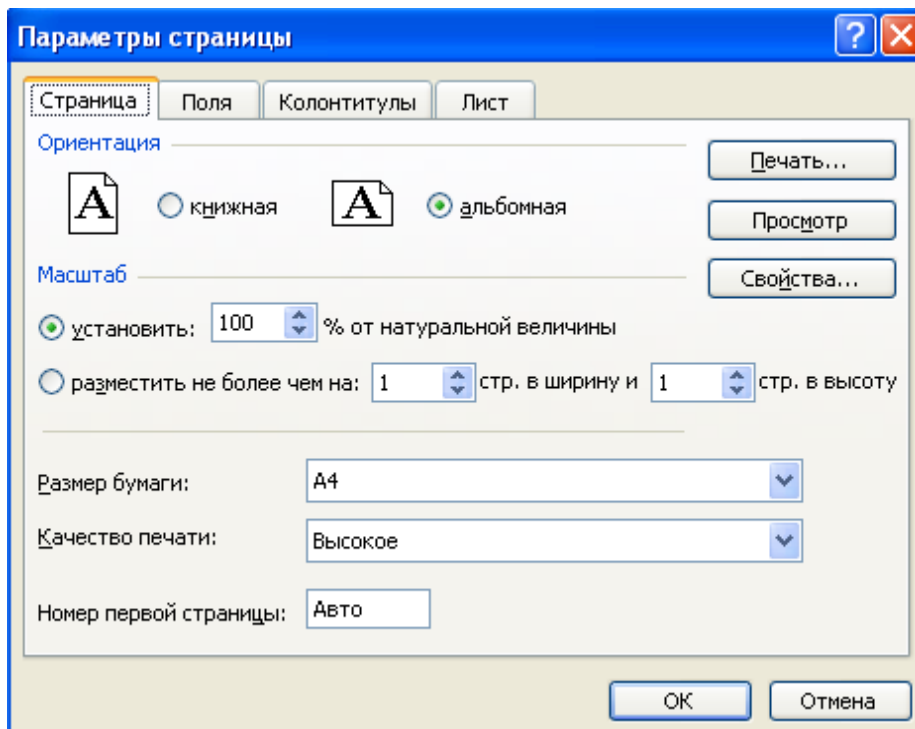 Параметры страницы
Страница Поля Колонтитулы Лист
Ориентация
Печать...
A книжная A альбомная
Просмотр
Масштаб
Свойства...
установить: 100 % от натуральной величины
разместить не более чем на: 1 стр. в ширину и 1 стр. в высоту
Размер бумаги: A4
Качество печати: Высокое
Номер первой страницы: Авто
ОК Отмена